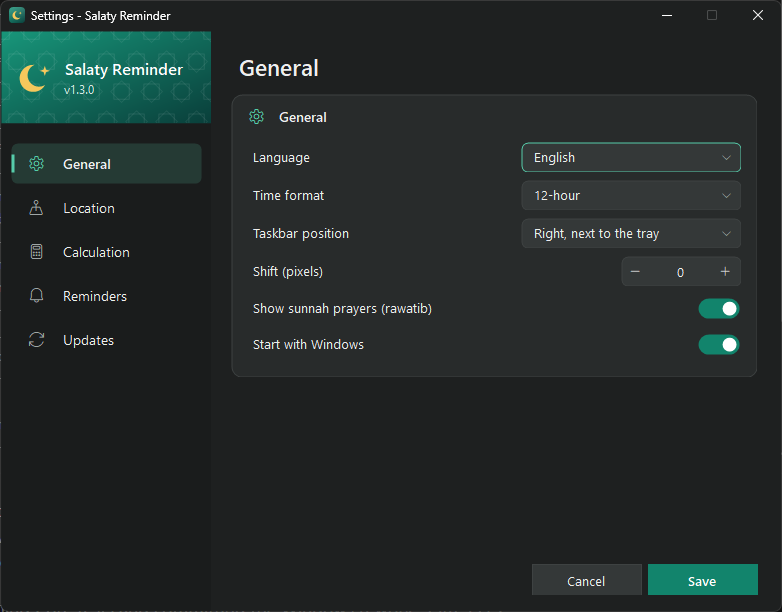 Settings - Salaty Reminder
Salaty Reminder
v1.3.0
General
Location
Calculation
Reminders
Updates
General
General
Language
English
Time format
12-hour
Taskbar position
Right, next to the tray
Shift (pixels)
− 0 +
Show sunnah prayers (rawatib)
Start with Windows
Cancel
Save